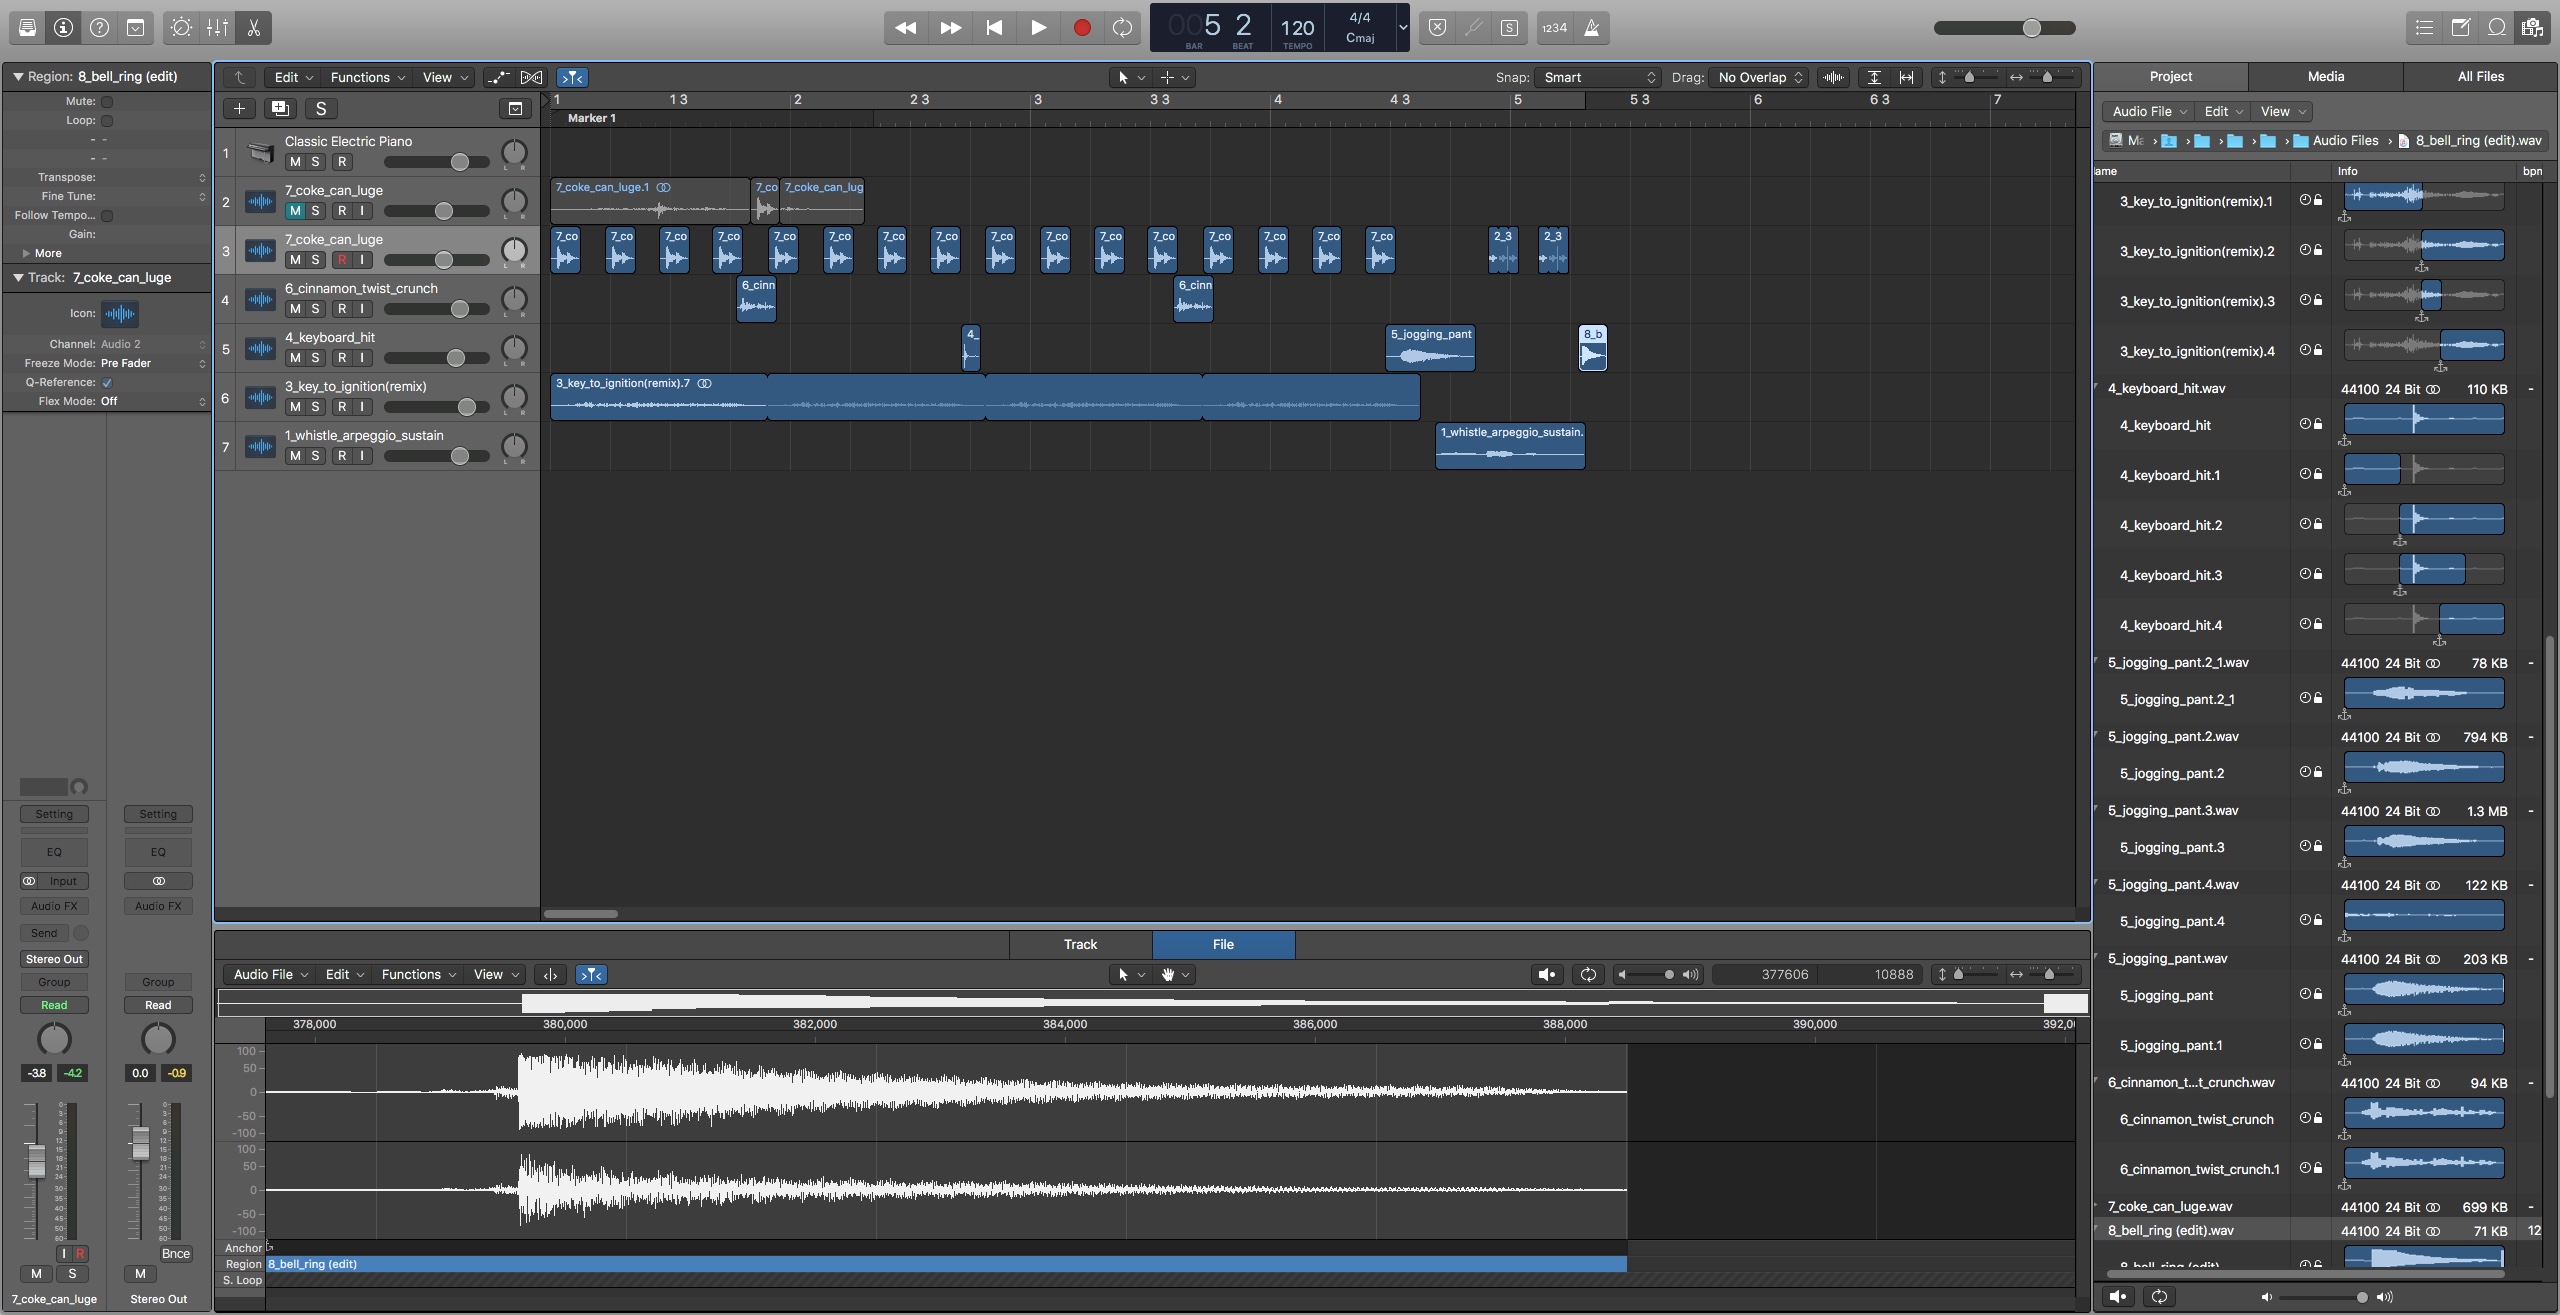 1234
5 2
BAR BEAT
120
TEMPO
4/4
Cmaj
S
Region: 8_bell_ring (edit)
Mute:
Loop:
- -
- -
Transpose:
Fine Tune:
Follow Tempo...
Gain:
More
Track: 7_coke_can_luge
Icon:
Channel: Audio 2
Freeze Mode: Pre Fader
Q-Reference:
Flex Mode: Off
Setting Setting
EQ EQ
Input
Audio FX Audio FX
Send
Stereo Out
Group Group
Read Read
-3.8 -4.2 0.0 -0.9
I R Bnce
M S M
7_coke_can_luge Stereo Out
Edit Functions View
Snap: Smart Drag: No Overlap
S
1 1 3 2 2 3 3 3 3 4 4 3 5 5 3 6 6 3 7
Marker 1
1 Classic Electric Piano
M S R
2 7_coke_can_luge
M S R I
7_coke_can_luge.1 7_co 7_coke_can_lug
3 7_coke_can_luge
M S R I
7_co 7_co 7_co 7_co 7_co 7_co 7_co 7_co 7_co 7_co 7_co 7_co 7_co 7_co 7_co 7_co 2_3 2_3
4 6_cinnamon_twist_crunch
M S R I
6_cinn 6_cinn
5 4_keyboard_hit
M S R I
4_ 5_jogging_pant 8_b
6 3_key_to_ignition(remix)
M S R I
3_key_to_ignition(remix).7
7 1_whistle_arpeggio_sustain
M S R I
1_whistle_arpeggio_sustain.
Track File
Audio File Edit Functions View
377606 10888
378,000 380,000 382,000 384,000 386,000 388,000 390,000 392,0
100
50
0
-50
-100
100
50
0
-50
-100
Anchor
Region 8_bell_ring (edit)
S. Loop
Project Media All Files
Audio File Edit View
Audio Files 8_bell_ring (edit).wav
ame Info bpn
3_key_to_ignition(remix).1
3_key_to_ignition(remix).2
3_key_to_ignition(remix).3
3_key_to_ignition(remix).4
4_keyboard_hit.wav 44100 24 Bit 110 KB -
4_keyboard_hit
4_keyboard_hit.1
4_keyboard_hit.2
4_keyboard_hit.3
4_keyboard_hit.4
5_jogging_pant.2_1.wav 44100 24 Bit 78 KB -
5_jogging_pant.2_1
5_jogging_pant.2.wav 44100 24 Bit 794 KB -
5_jogging_pant.2
5_jogging_pant.3.wav 44100 24 Bit 1.3 MB -
5_jogging_pant.3
5_jogging_pant.4.wav 44100 24 Bit 122 KB -
5_jogging_pant.4
5_jogging_pant.wav 44100 24 Bit 203 KB -
5_jogging_pant
5_jogging_pant.1
6_cinnamon_t...t_crunch.wav 44100 24 Bit 94 KB -
6_cinnamon_twist_crunch
6_cinnamon_twist_crunch.1
7_coke_can_luge.wav 44100 24 Bit 699 KB -
8_bell_ring (edit).wav 44100 24 Bit 71 KB 12
8_bell_ring (edit)